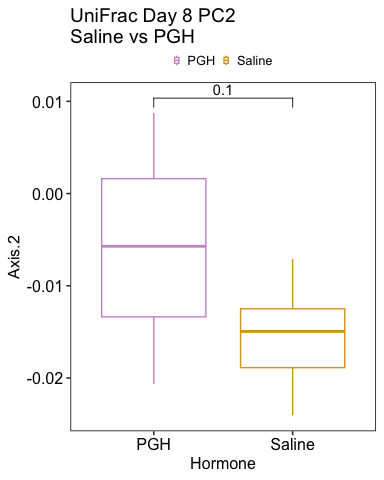 UniFrac Day 8 PC2
Saline vs PGH
PGH Saline
0.1
0.01
0.00
-0.01
-0.02
Axis.2
PGH Saline
Hormone